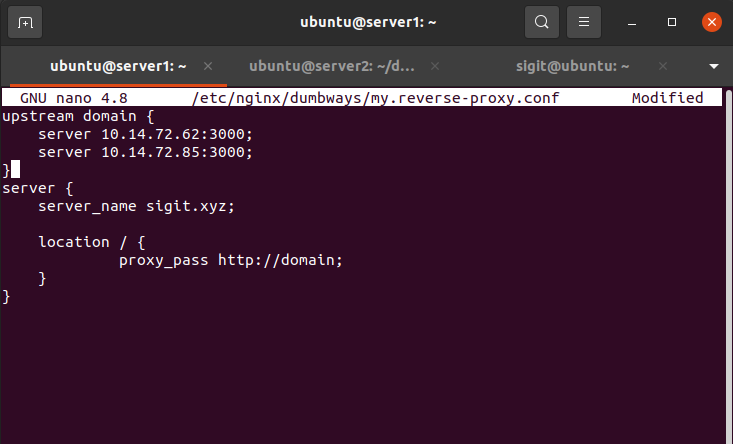 ubuntu@server1: ~
ubuntu@server1: ~ × ubuntu@server2: ~/d... × sigit@ubuntu: ~ ×
GNU nano 4.8 /etc/nginx/dumbways/my.reverse-proxy.conf Modified
upstream domain {
    server 10.14.72.62:3000;
    server 10.14.72.85:3000;
}
server {
    server_name sigit.xyz;

    location / {
             proxy_pass http://domain;
    }
}